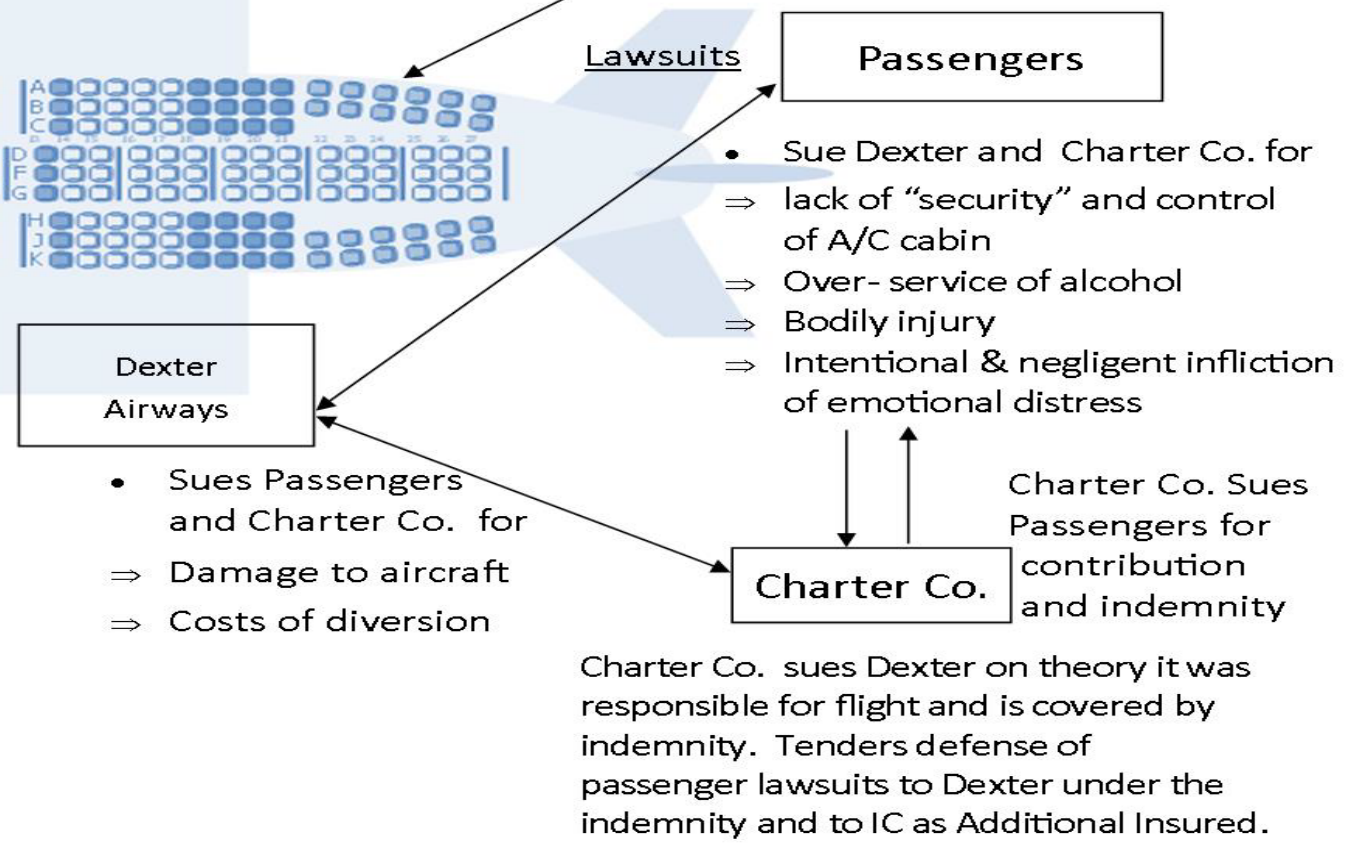 Lawsuits
Passengers
A
B
C
D
F
G
H
J
K
• Sue Dexter and Charter Co. for
⇒ lack of “security” and control
of A/C cabin
⇒ Over- service of alcohol
⇒ Bodily injury
⇒ Intentional & negligent infliction
of emotional distress
Dexter
Airways
• Sues Passengers
and Charter Co. for
⇒ Damage to aircraft
⇒ Costs of diversion
Charter Co. Sues
Passengers for
contribution
and indemnity
Charter Co.
Charter Co. sues Dexter on theory it was
responsible for flight and is covered by
indemnity. Tenders defense of
passenger lawsuits to Dexter under the
indemnity and to IC as Additional Insured.